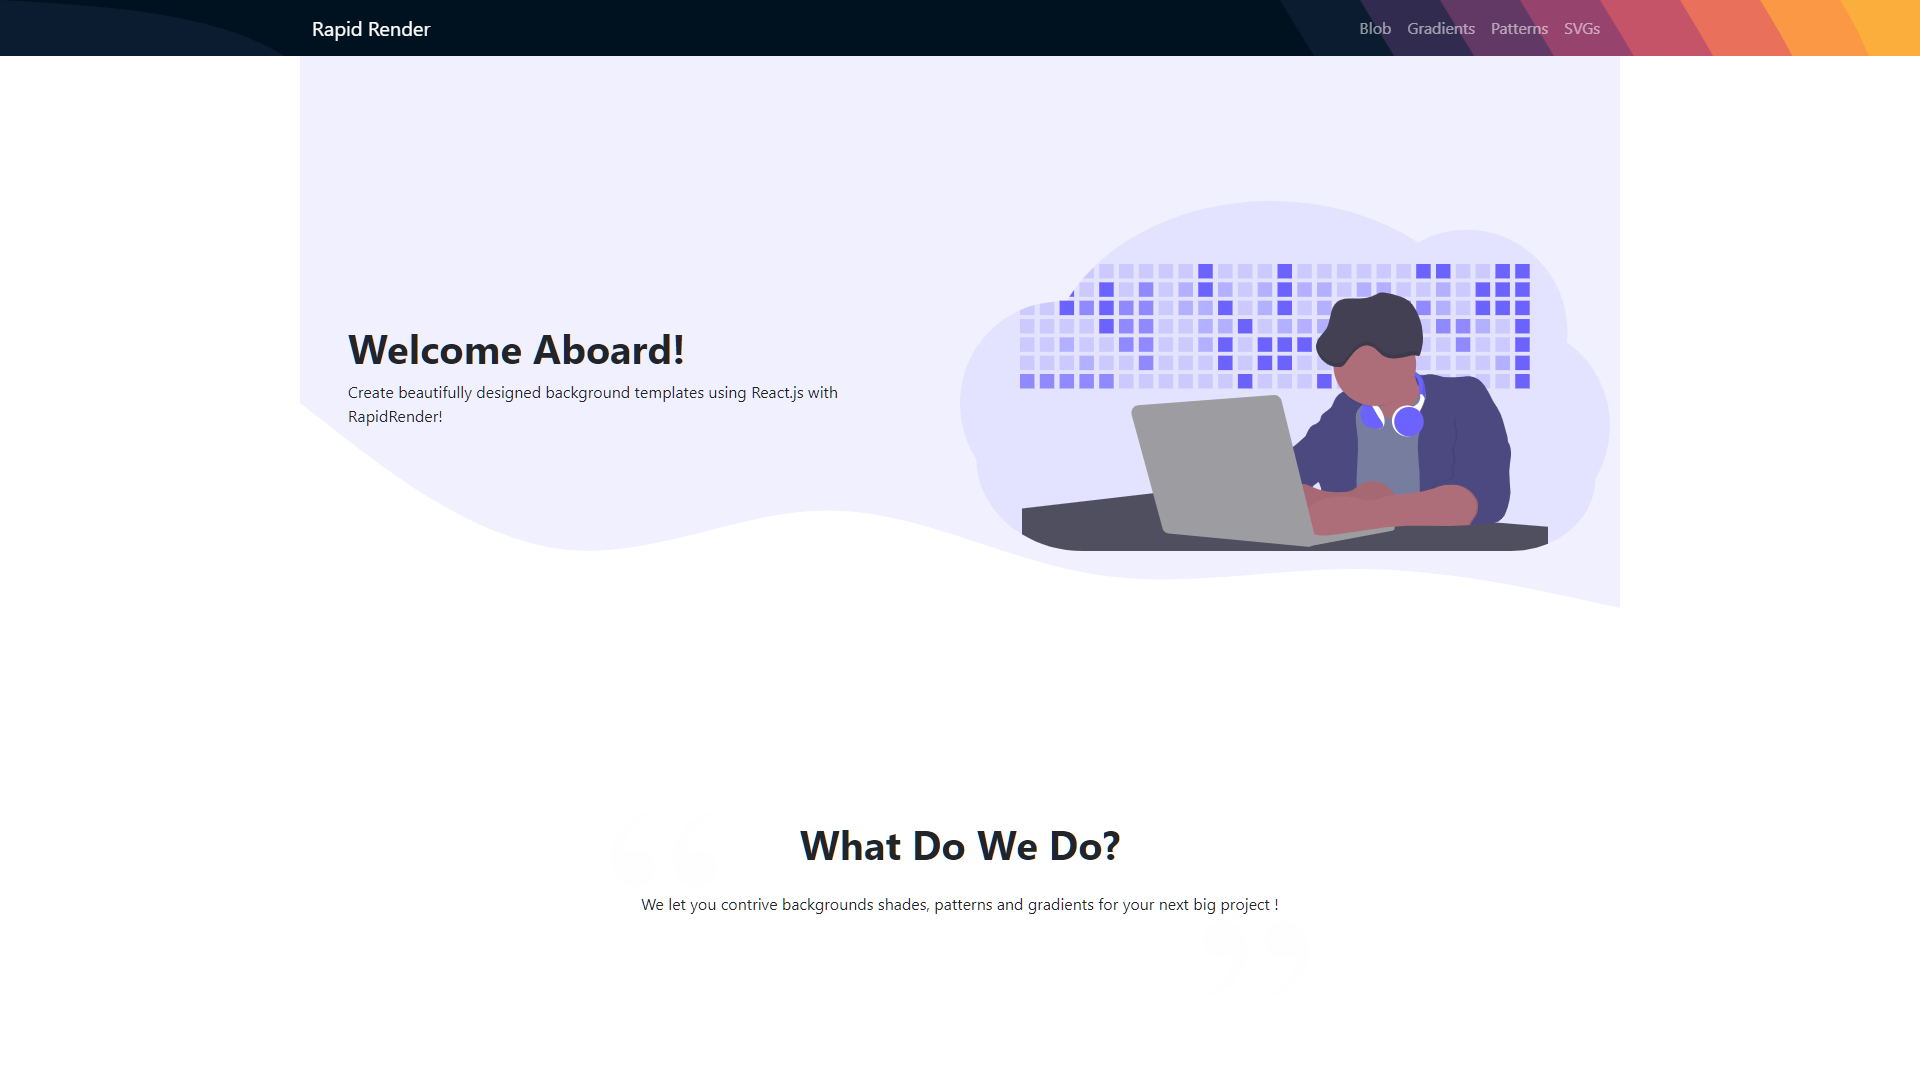 Rapid Render
Blob
Gradients
Patterns
SVGs
Welcome Aboard!
Create beautifully designed background templates using React.js with
RapidRender!
What Do We Do?
We let you contrive backgrounds shades, patterns and gradients for your next big project !